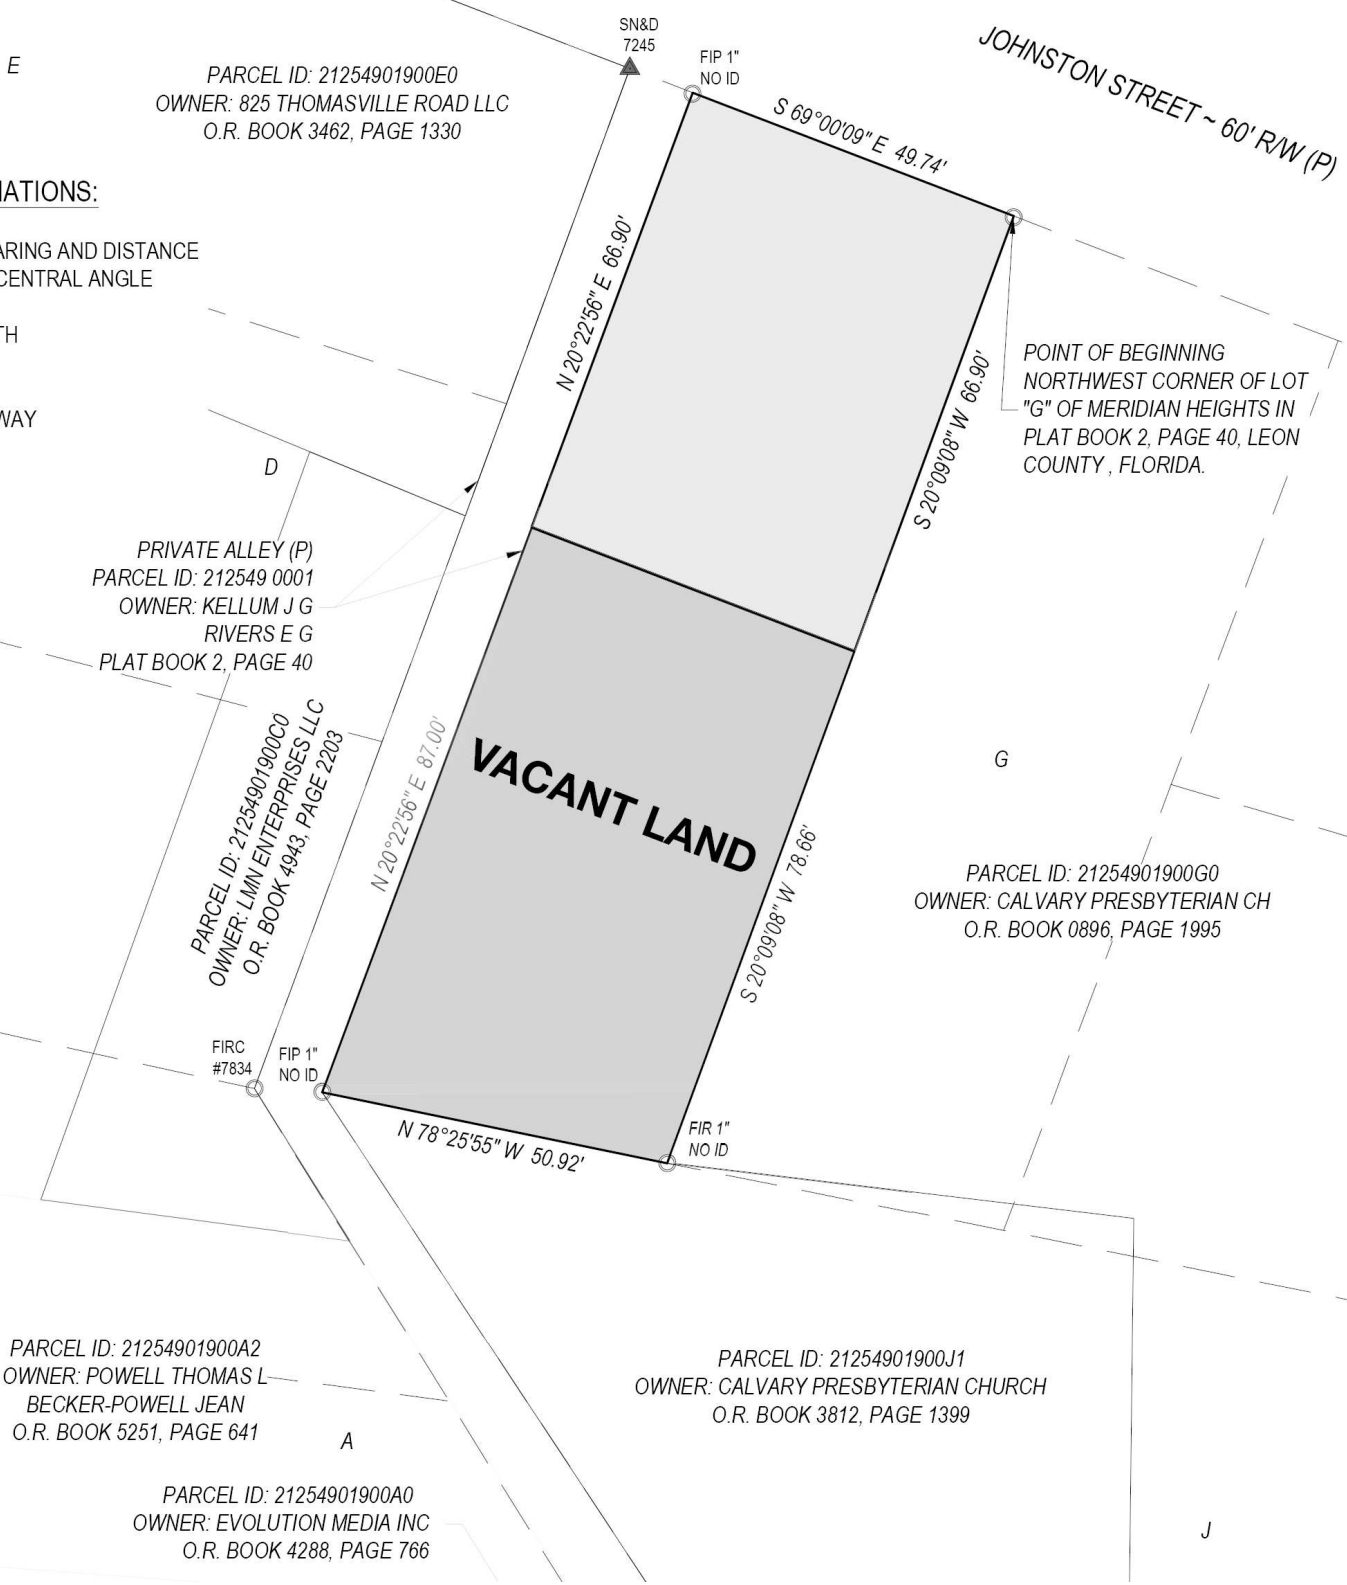 SN&D
7245
FIP 1"
NO ID
JOHNSTON STREET ~ 60' R/W (P)
E
PARCEL ID: 21254901900E0
OWNER: 825 THOMASVILLE ROAD LLC
O.R. BOOK 3462, PAGE 1330
S 69°00'09" E 49.74'
IATIONS:
ARING AND DISTANCE
CENTRAL ANGLE
TH
WAY
N 20°22'56" E 66.90'
S 20°09'08" W 66.90'
POINT OF BEGINNING
NORTHWEST CORNER OF LOT
"G" OF MERIDIAN HEIGHTS IN
PLAT BOOK 2, PAGE 40, LEON
COUNTY , FLORIDA.
D
PRIVATE ALLEY (P)
PARCEL ID: 212549 0001
OWNER: KELLUM J G
RIVERS E G
PLAT BOOK 2, PAGE 40
PARCEL ID: 21254901900C0
OWNER: LMN ENTERPRISES LLC
O.R. BOOK 4943, PAGE 2203
N 20°22'56" E 87.00'
VACANT LAND
S 20°09'08" W 78.66'
G
PARCEL ID: 21254901900G0
OWNER: CALVARY PRESBYTERIAN CH
O.R. BOOK 0896, PAGE 1995
FIRC
#7834
FIP 1"
NO ID
N 78°25'55" W 50.92'
FIR 1"
NO ID
PARCEL ID: 21254901900A2
OWNER: POWELL THOMAS L
BECKER-POWELL JEAN
O.R. BOOK 5251, PAGE 641
A
PARCEL ID: 21254901900J1
OWNER: CALVARY PRESBYTERIAN CHURCH
O.R. BOOK 3812, PAGE 1399
PARCEL ID: 21254901900A0
OWNER: EVOLUTION MEDIA INC
O.R. BOOK 4288, PAGE 766
J